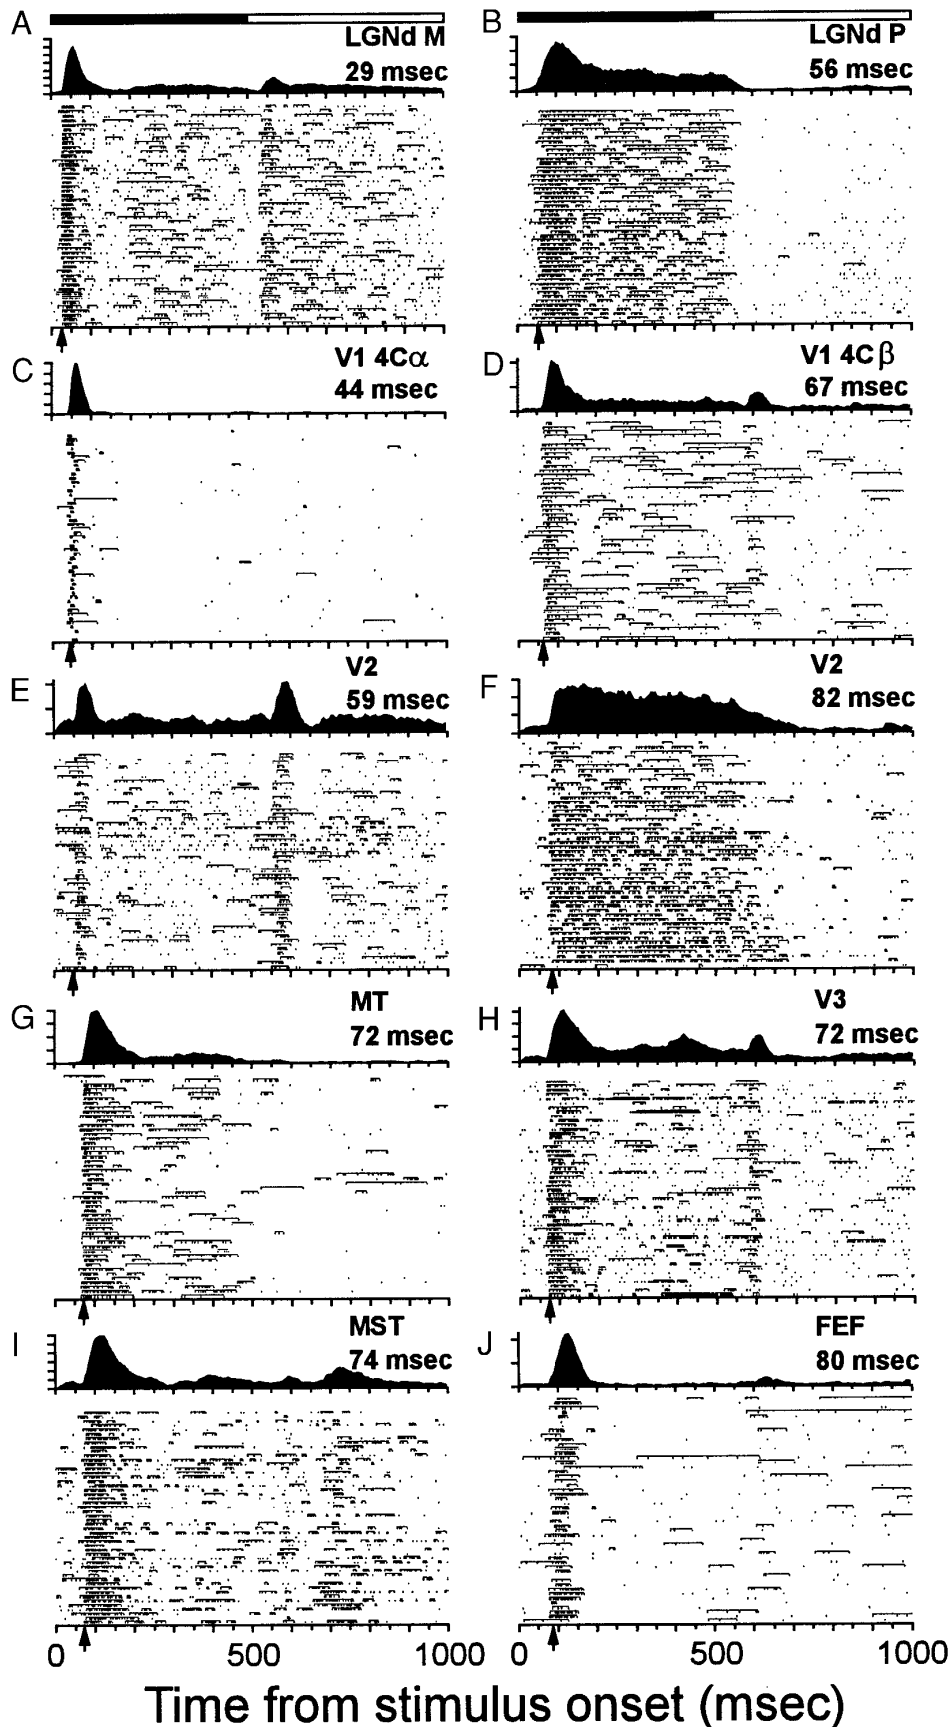 A
LGNd M
29 msec
B
LGNd P
56 msec
C
V1 4Cα
44 msec
D
V1 4Cβ
67 msec
E
V2
59 msec
F
V2
82 msec
G
MT
72 msec
H
V3
72 msec
I
MST
74 msec
J
FEF
80 msec
0 500 1000 0 500 1000
Time from stimulus onset (msec)